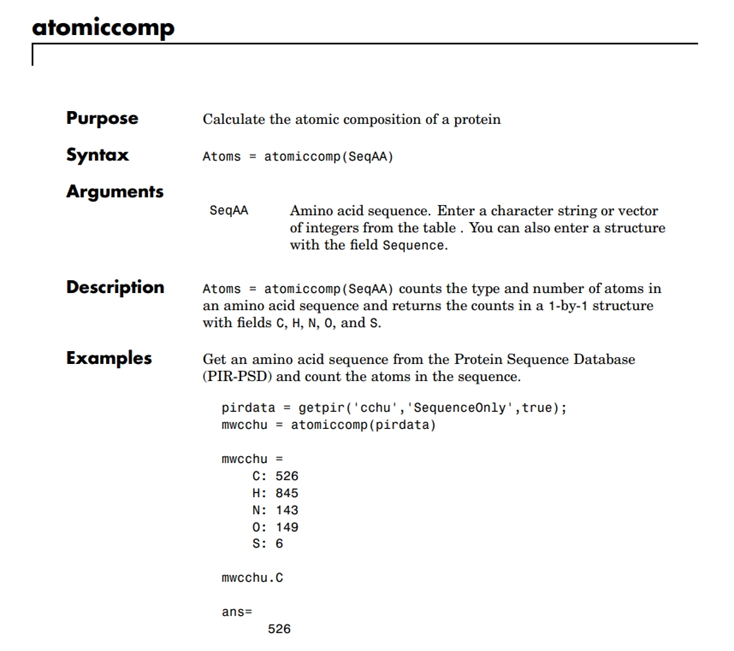 atomiccomp
Purpose Calculate the atomic composition of a protein
Syntax Atoms = atomiccomp(SeqAA)
Arguments
SeqAA Amino acid sequence. Enter a character string or vector
of integers from the table . You can also enter a structure
with the field Sequence.
Description Atoms = atomiccomp(SeqAA) counts the type and number of atoms in
an amino acid sequence and returns the counts in a 1-by-1 structure
with fields C, H, N, O, and S.
Examples Get an amino acid sequence from the Protein Sequence Database
(PIR-PSD) and count the atoms in the sequence.
pirdata = getpir('cchu','SequenceOnly',true);
mwcchu = atomiccomp(pirdata)
mwcchu =
C: 526
H: 845
N: 143
O: 149
S: 6
mwcchu.C
ans=
526